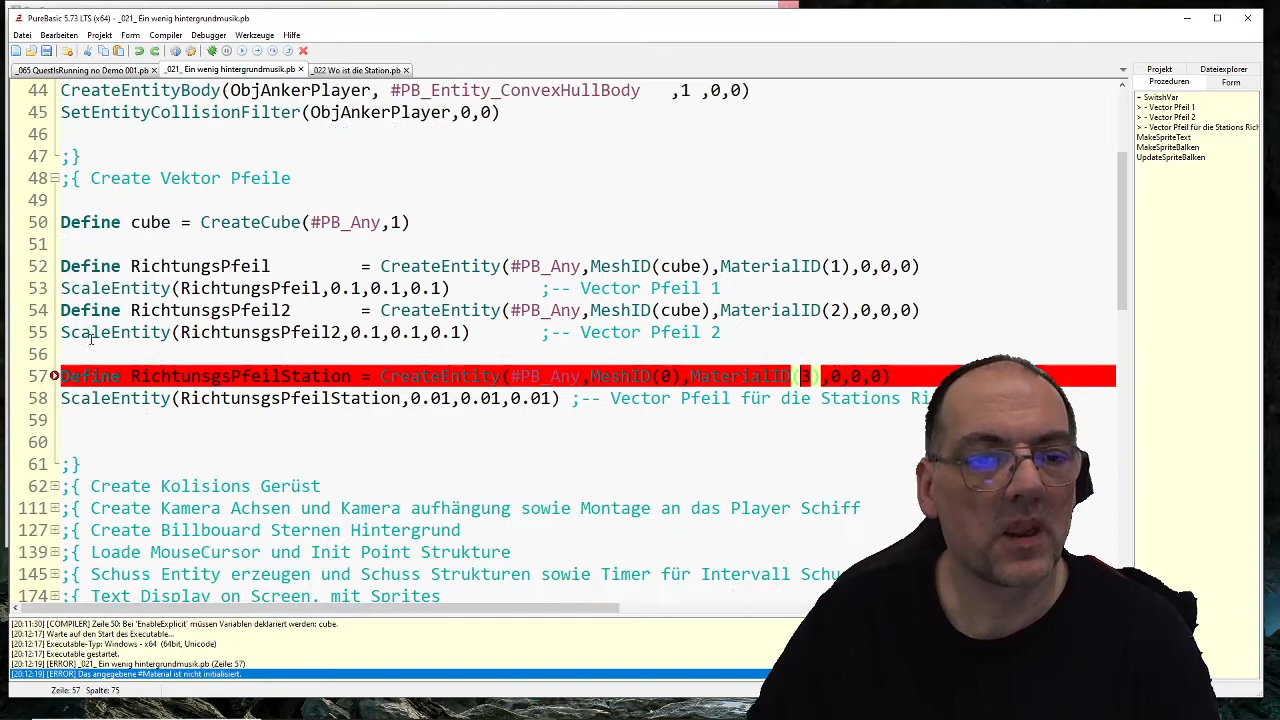 PureBasic 5.73 LTS (x64) - _021_ Ein wenig hintergrundmusik.pb
Datei Bearbeiten Projekt Form Compiler Debugger Werkzeuge Hilfe
_065 QuestIsRunning no Demo 001.pb _021_ Ein wenig hintergrundmusik.pb _022 Wo ist die Station.pb
44 CreateEntityBody(ObjAnkerPlayer, #PB_Entity_ConvexHullBody ,1 ,0,0)
45 SetEntityCollisionFilter(ObjAnkerPlayer,0,0)
46
47 ;}
48 ;{ Create Vektor Pfeile
49
50 Define cube = CreateCube(#PB_Any,1)
51
52 Define RichtungsPfeil = CreateEntity(#PB_Any,MeshID(cube),MaterialID(1),0,0,0)
53 ScaleEntity(RichtungsPfeil,0.1,0.1,0.1) ;-- Vector Pfeil 1
54 Define RichtunsgsPfeil2 = CreateEntity(#PB_Any,MeshID(cube),MaterialID(2),0,0,0)
55 ScaleEntity(RichtunsgsPfeil2,0.1,0.1,0.1) ;-- Vector Pfeil 2
56
57 Define RichtunsgsPfeilStation = CreateEntity(#PB_Any,MeshID(0),MaterialID(3),0,0,0)
58 ScaleEntity(RichtunsgsPfeilStation,0.01,0.01,0.01) ;-- Vector Pfeil für die Stations
59
60
61 ;}
62 ;{ Create Kolisions Gerüst
111 ;{ Create Kamera Achsen und Kamera aufhängung sowie Montage an das Player Schiff
127 ;{ Create Billbouard Sternen Hintergrund
139 ;{ Loade MouseCursor und Init Point Strukture
145 ;{ Schuss Entity erzeugen und Schuss Strukturen sowie Timer für Intervall
174 ;{ Text Display on Screen, mit Sprites
Projekt Dateiexplorer
Prozeduren Form
+ SwitshVar
> - Vector Pfeil 1
> - Vector Pfeil 2
> - Vector Pfeil für die Stations
MakeSpriteText
MakeSpriteBalken
UpdateSpriteBalken
[20:11:30] [COMPILER] Zeile 50: Bei 'EnableExplicit' müssen Variablen deklariert werden: cube.
[20:12:17] Warte auf den Start des Executable...
[20:12:17] Executable-Typ: Windows - x64 (64bit, Unicode)
[20:12:17] Executable gestartet.
[20:12:19] [ERROR] _021_ Ein wenig hintergrundmusik.pb (Zeile: 57)
[20:12:19] [ERROR] Das angegebene #Material ist nicht initialisiert.
Zeile: 57 Spalte: 75